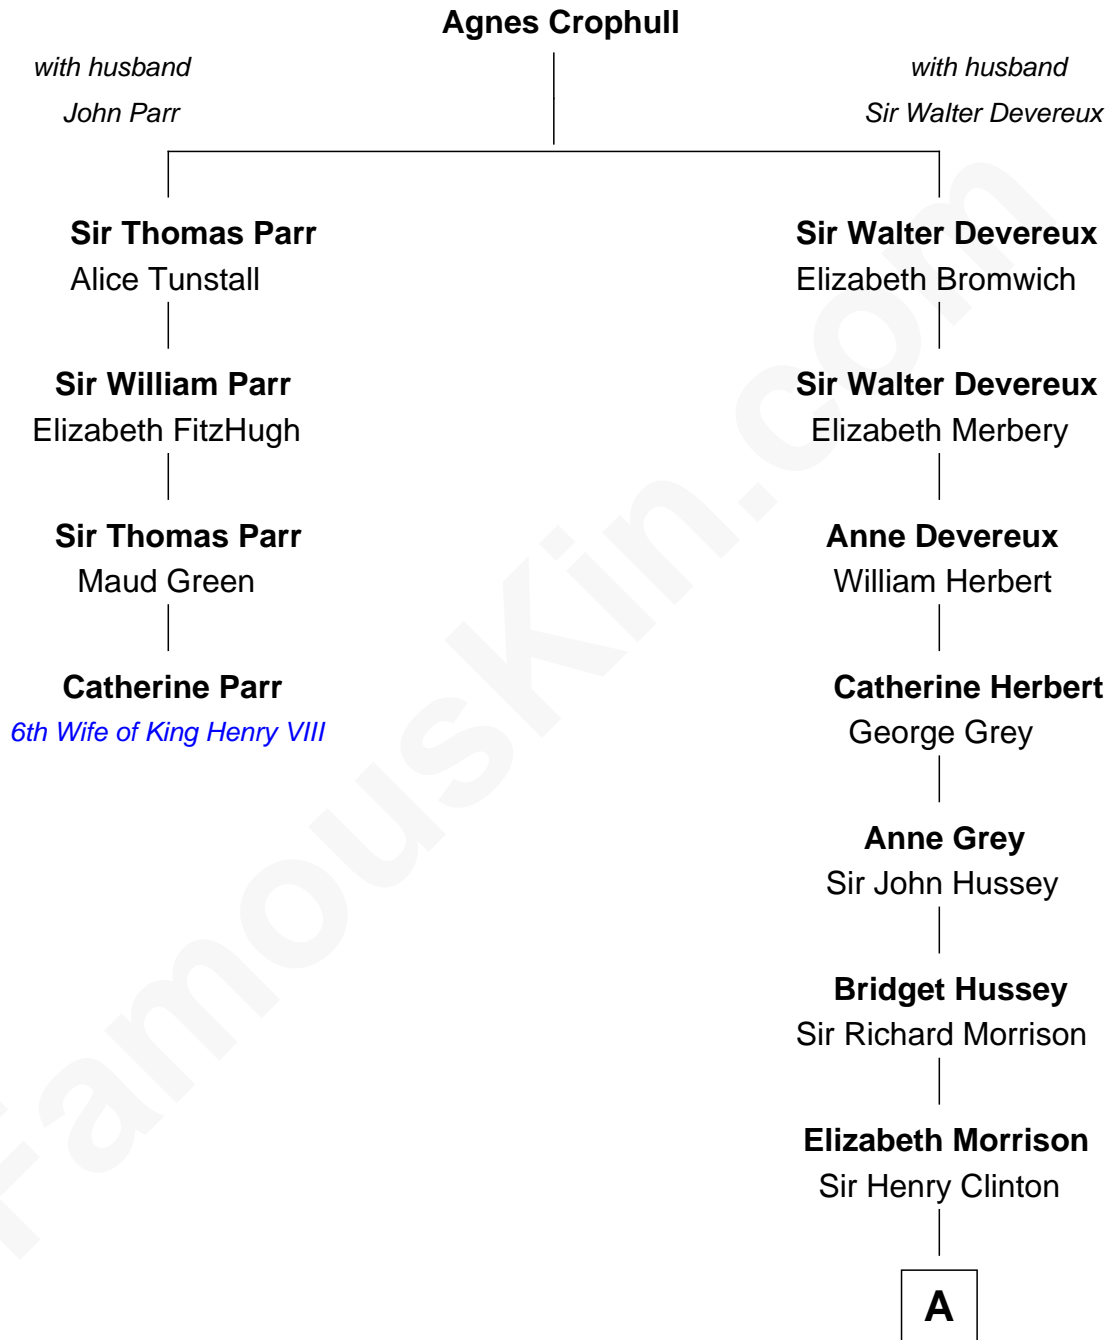 Agnes Crophull
with husband
John Parr
with husband
Sir Walter Devereux
Sir Thomas Parr
Alice Tunstall
Sir William Parr
Elizabeth FitzHugh
Sir Thomas Parr
Maud Green
Catherine Parr
6th Wife of King Henry VIII
Sir Walter Devereux
Elizabeth Bromwich
Sir Walter Devereux
Elizabeth Merbery
Anne Devereux
William Herbert
Catherine Herbert
George Grey
Anne Grey
Sir John Hussey
Bridget Hussey
Sir Richard Morrison
Elizabeth Morrison
Sir Henry Clinton
A
FamousKin.com